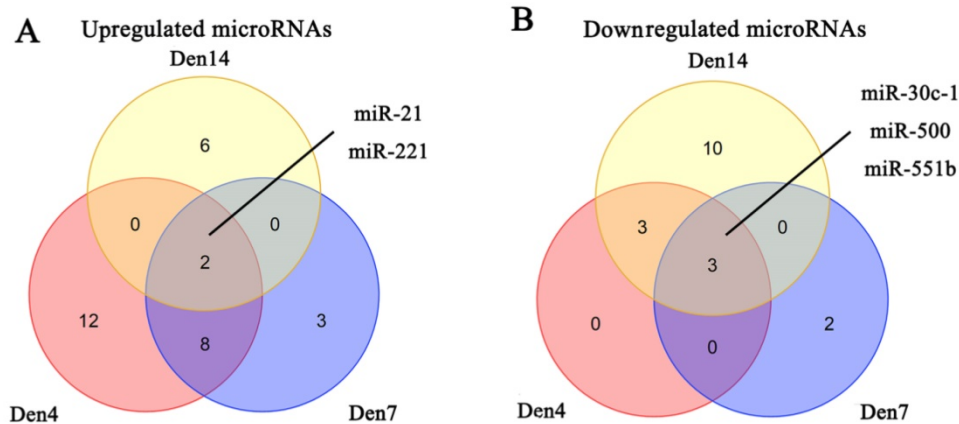 A
Upregulated microRNAs
Den14
miR-21
miR-221
6
0
0
2
12
8
3
Den4
Den7
B
Downregulated microRNAs
Den14
miR-30c-1
miR-500
miR-551b
10
3
0
3
0
0
2
Den4
Den7